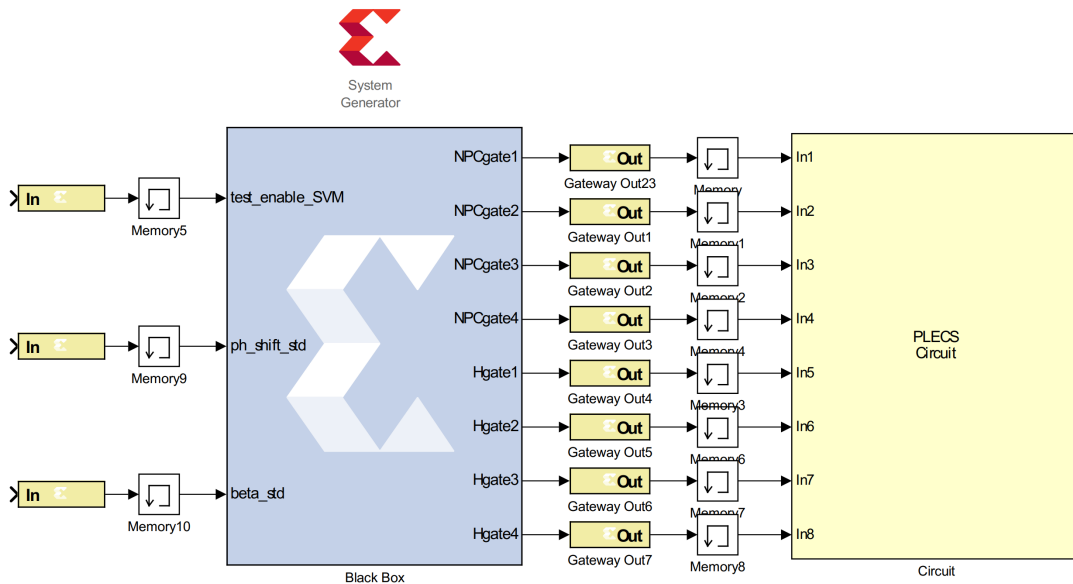 System
Generator
In
Memory5
test_enable_SVM
In
Memory9
ph_shift_std
In
Memory10
beta_std
NPCgate1
NPCgate2
NPCgate3
NPCgate4
Hgate1
Hgate2
Hgate3
Hgate4
Black Box
Out
Gateway Out23
Memory
In1
Out
Gateway Out1
Memory1
In2
Out
Gateway Out2
Memory2
In3
Out
Gateway Out3
Memory4
In4
Out
Gateway Out4
Memory3
In5
Out
Gateway Out5
Memory6
In6
Out
Gateway Out6
Memory7
In7
Out
Gateway Out7
Memory8
In8
PLECS
Circuit
Circuit